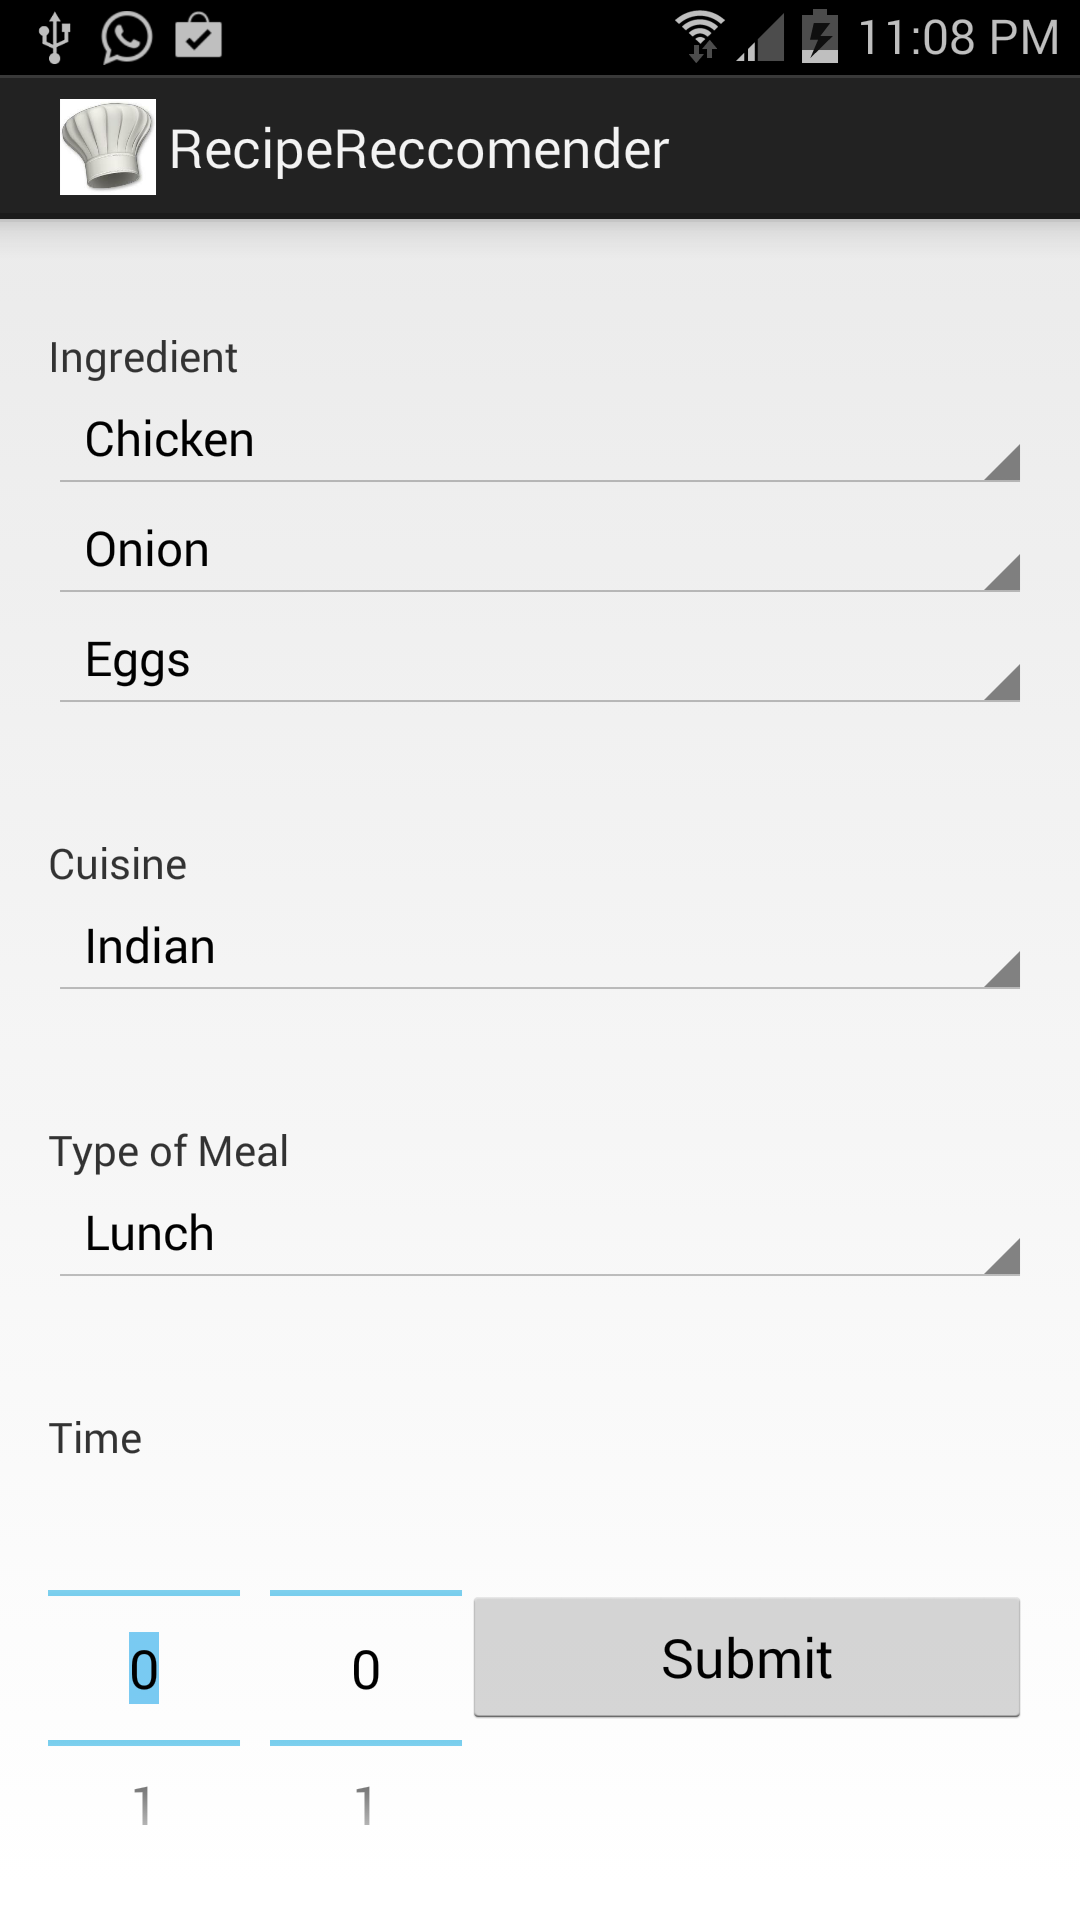 11:08 PM
RecipeReccomender
Ingredient
Chicken
Onion
Eggs
Cuisine
Indian
Type of Meal
Lunch
Time
0 0 Submit
1 1